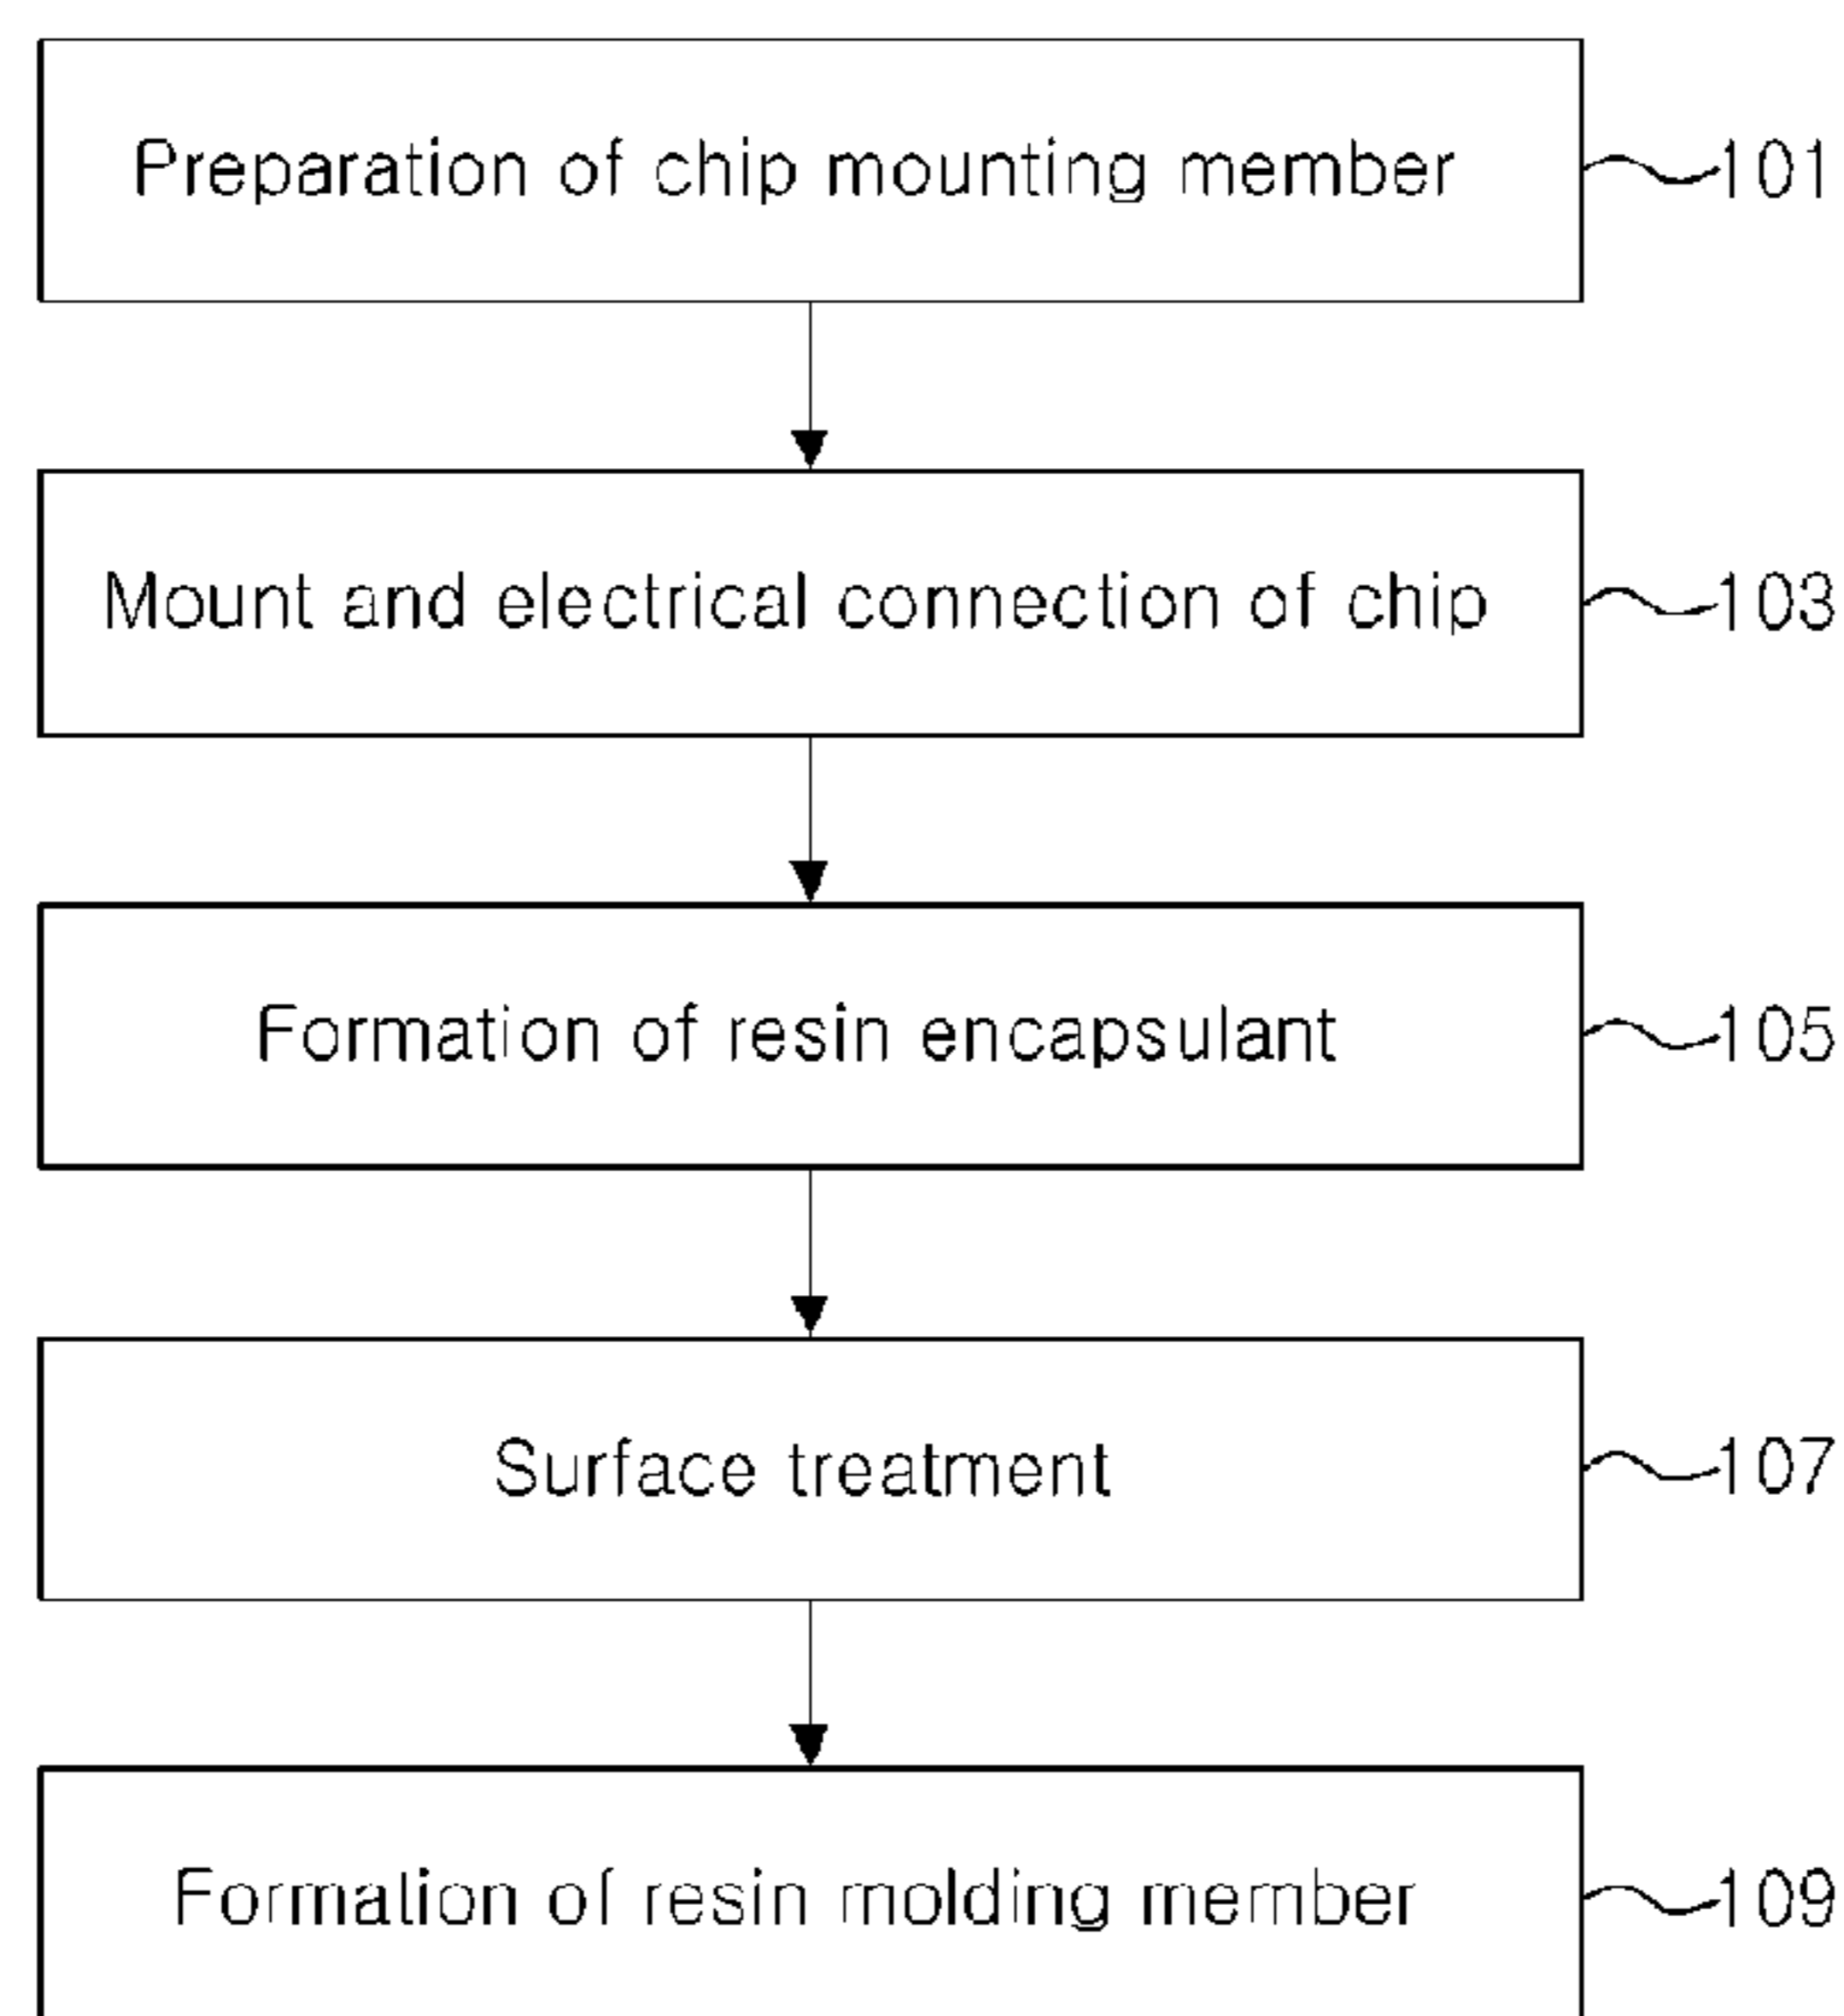 Preparation of chip mounting member 101
Mount and electrical connection of chip 103
Formation of resin encapsulant 105
Surface treatment 107
Formation of resin molding member 109